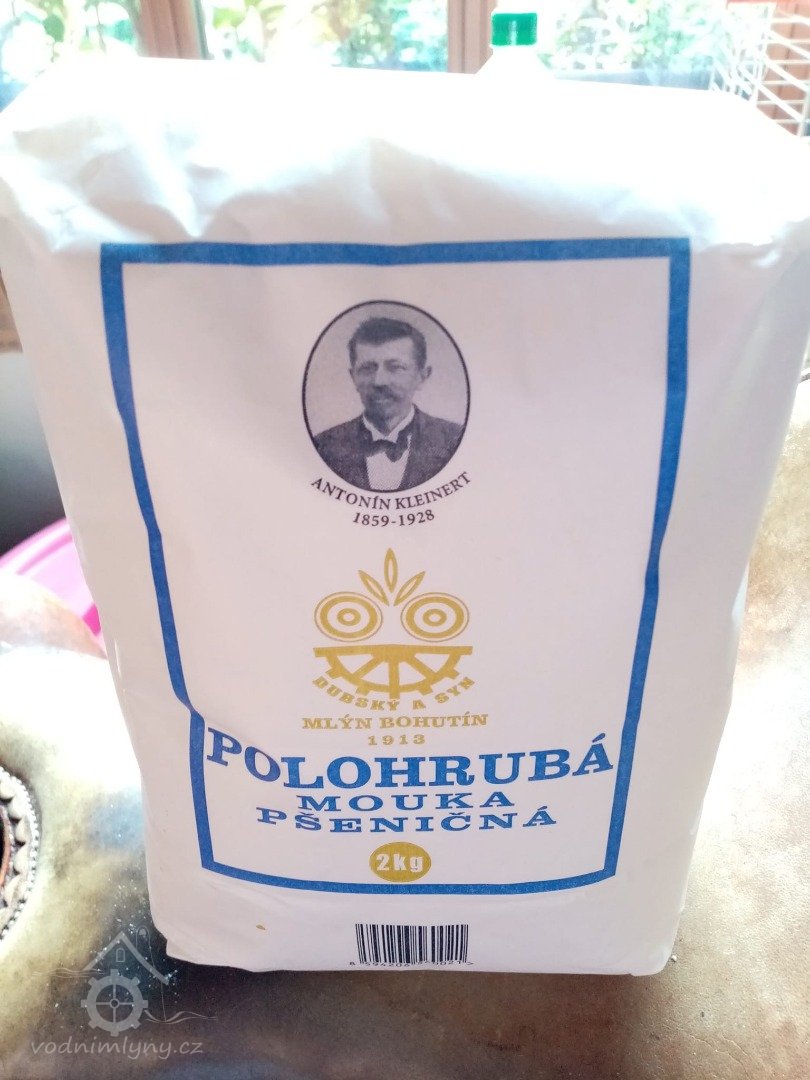 ANTONÍN KLEINERT
1859-1928
DUBSKÝ A SYN
MLÝN BOHUTÍN
1913
POLOHRUBÁ
MOUKA
PŠENIČNÁ
2kg
vodnimlyny.cz